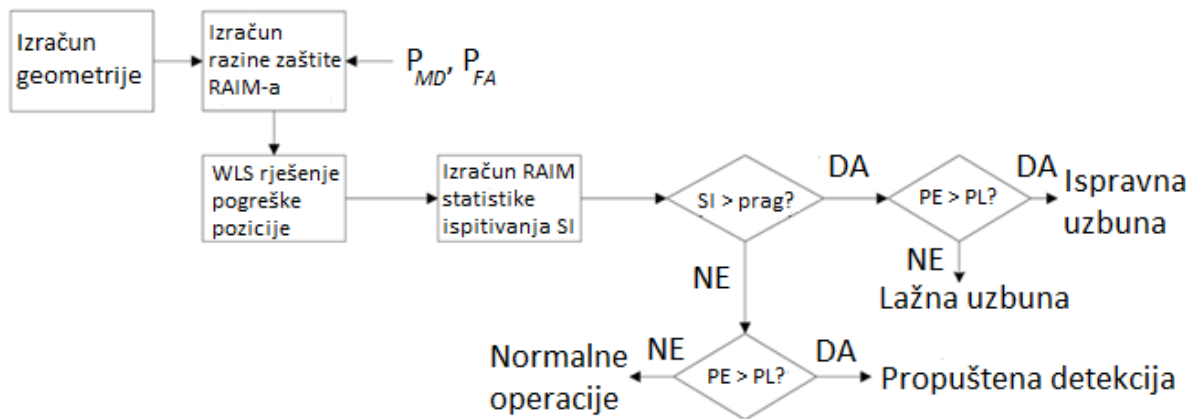 Izračun
geometrije
Izračun
razine zaštite
RAIM-a
P_MD, P_FA
WLS rješenje
pogreške
pozicije
Izračun RAIM
statistike
ispitivanja SI
SI > prag?
DA
PE > PL?
DA
Ispravna
uzbuna
NE
Lažna uzbuna
NE
Normalne
operacije
NE
PE > PL?
DA
Propuštena detekcija